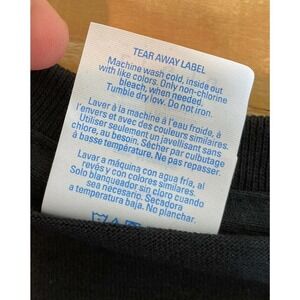 TEAR AWAY LABEL
Machine wash cold, inside out
with like colors. Only non-chlorine
bleach, when needed.
Tumble dry low. Do not iron.
Laver à la machine à l'eau froide, à
l'envers et avec des couleurs similaires.
Utiliser seulement un javellisant sans
chlore, au besoin. Sécher par culbutage
à basse température. Ne pas repasser.
Lavar a máquina con agua fría, al
revés y con colores similares.
Solo blanqueador sin cloro cuando
sea necesario. Secadora
a temperatura baja. No planchar.